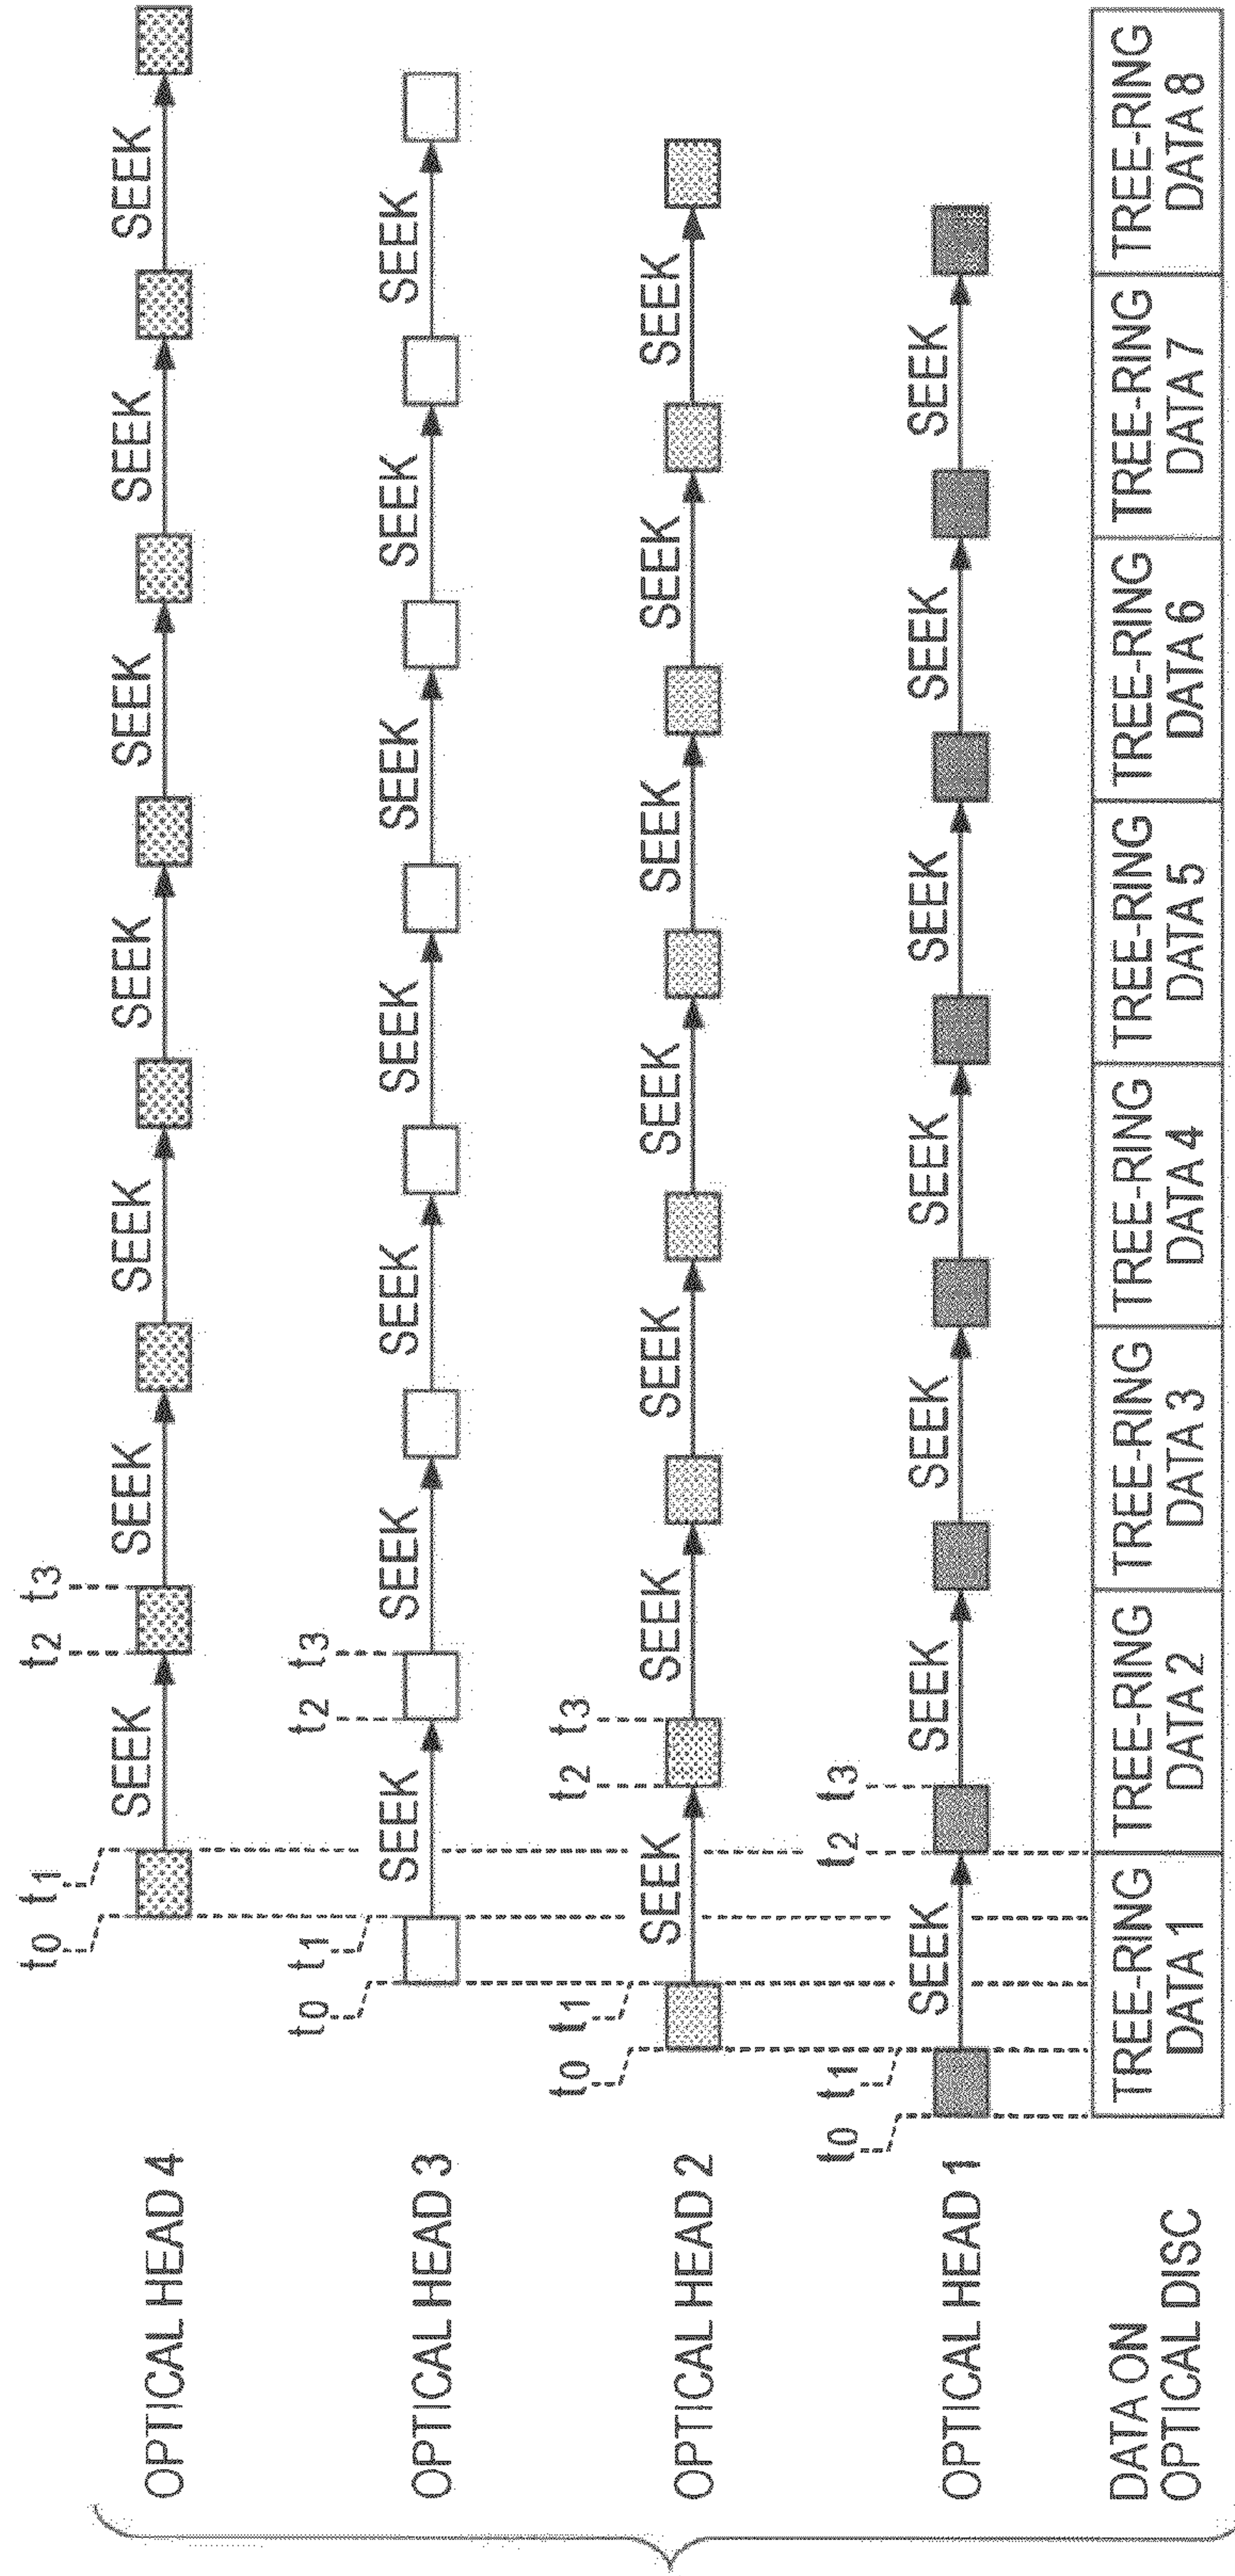 t0 t1 t2 t3
SEEK SEEK SEEK SEEK SEEK SEEK SEEK
OPTICAL HEAD 4
t0 t1 t2 t3
SEEK SEEK SEEK SEEK SEEK SEEK SEEK
OPTICAL HEAD 3
t0 t1 t2 t3
SEEK SEEK SEEK SEEK SEEK SEEK SEEK
OPTICAL HEAD 2
t0 t1 t2 t3
SEEK SEEK SEEK SEEK SEEK SEEK SEEK
OPTICAL HEAD 1
DATA ON
OPTICAL DISC
TREE-RING
DATA 1
TREE-RING
DATA 2
TREE-RING
DATA 3
TREE-RING
DATA 4
TREE-RING
DATA 5
TREE-RING
DATA 6
TREE-RING
DATA 7
TREE-RING
DATA 8